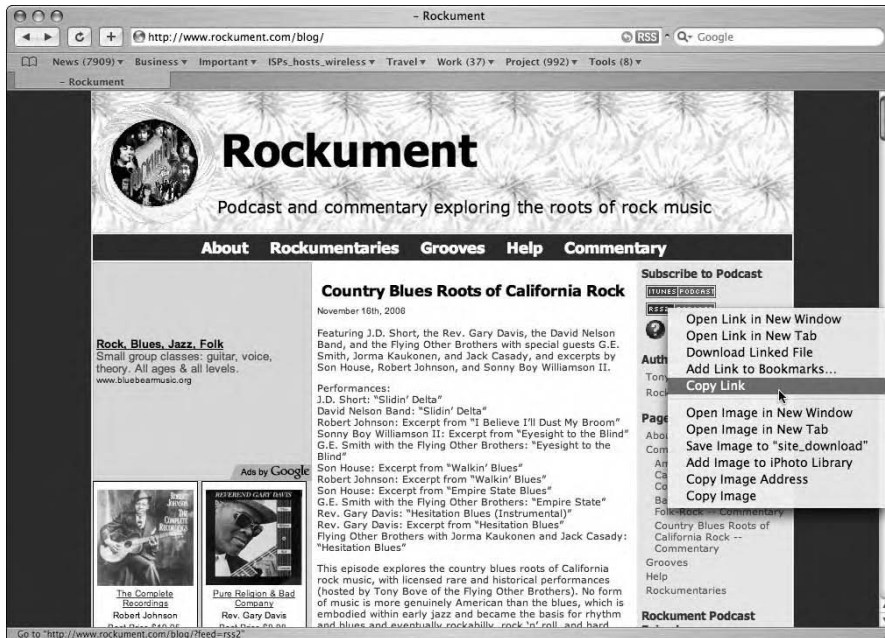 – Rockument
http://www.rockument.com/blog/
RSS
Google
News (7909)
Business
Important
ISPs_hosts_wireless
Travel
Work (37)
Project (992)
Tools (8)
– Rockument
Rockument
Podcast and commentary exploring the roots of rock music
About Rockumentaries Grooves Help Commentary
Rock, Blues, Jazz, Folk
Small group classes: guitar, voice,
theory. All ages & all levels.
www.bluebearmusic.org
Ads by Google
ROBERT
JOHNSON
THE
COMPLETE
RECORDINGS
The Complete
Recordings
Robert Johnson
REVEREND GARY DAVIS
Pure Religion & Bad
Company
Rev. Gary Davis
Country Blues Roots of California Rock
November 16th, 2006
Featuring J.D. Short, the Rev. Gary Davis, the David Nelson
Band, and the Flying Other Brothers with special guests G.E.
Smith, Jorma Kaukonen, and Jack Casady, and excerpts by
Son House, Robert Johnson, and Sonny Boy Williamson II.
Performances:
J.D. Short: “Slidin’ Delta”
David Nelson Band: “Slidin’ Delta”
Robert Johnson: Excerpt from “I Believe I’ll Dust My Broom”
Sonny Boy Williamson II: Excerpt from “Eyesight to the Blind”
G.E. Smith with the Flying Other Brothers: “Eyesight to the
Blind”
Son House: Excerpt from “Walkin’ Blues”
Robert Johnson: Excerpt from “Walkin’ Blues”
Son House: Excerpt from “Empire State Blues”
G.E. Smith with the Flying Other Brothers: “Empire State”
Rev. Gary Davis: “Hesitation Blues (Instrumental)”
Rev. Gary Davis: Excerpt from “Hesitation Blues”
Flying Other Brothers with Jorma Kaukonen and Jack Casady:
“Hesitation Blues”
This episode explores the country blues roots of California
rock music, with licensed rare and historical performances
(hosted by Tony Bove of the Flying Other Brothers). No form
of music is more genuinely American than the blues, which is
embodied within early jazz and became the basis for rhythm
and blues and eventually rockabilly, rock ’n’ roll, and hard
Subscribe to Podcast
ITUNES PODCAST
Open Link in New Window
Open Link in New Tab
Download Linked File
Add Link to Bookmarks...
Copy Link
Open Image in New Window
Open Image in New Tab
Save Image to “site_download”
Add Image to iPhoto Library
Copy Image Address
Copy Image
Folk-Rock -- Commentary
Country Blues Roots of
California Rock --
Commentary
Grooves
Help
Rockumentaries
Rockument Podcast
Go to "http://www.rockument.com/blog/?feed=rss2"